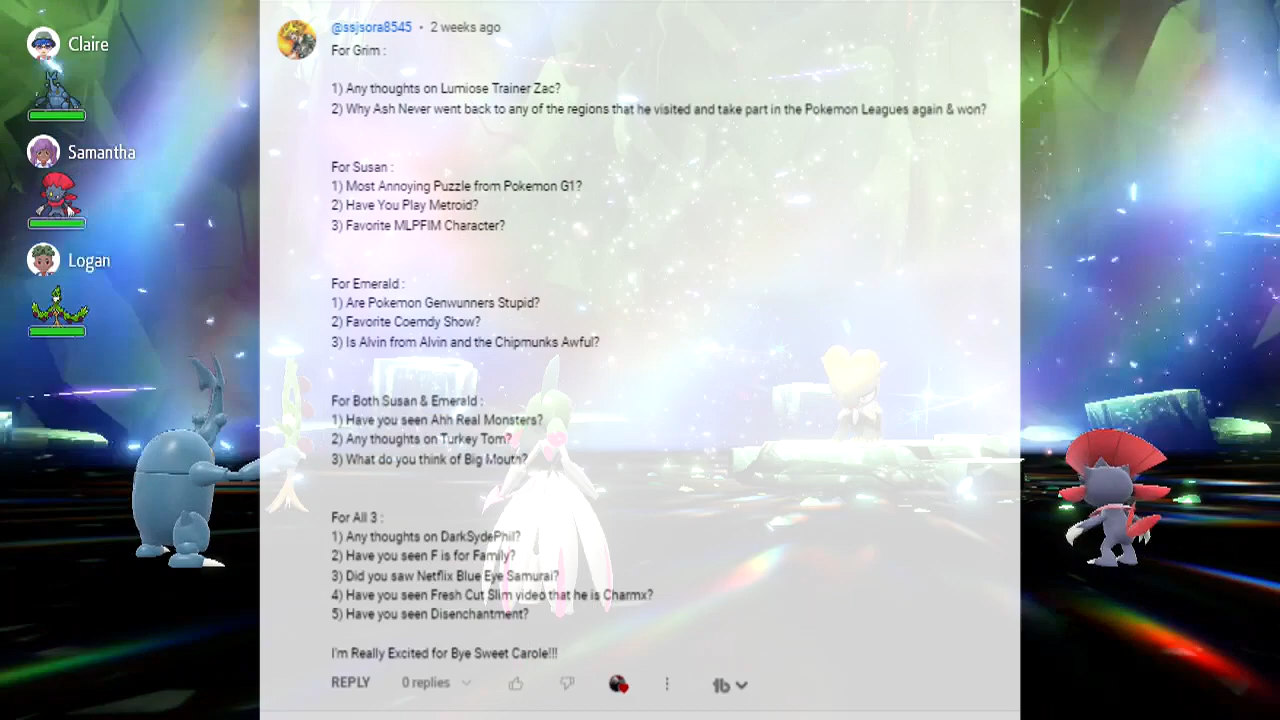 Claire
Samantha
Logan
@ssjsora8545 · 2 weeks ago
For Grim :
1) Any thoughts on Lumiose Trainer Zac?
2) Why Ash Never went back to any of the regions that he visited and take part in the Pokemon Leagues again & won?
For Susan :
1) Most Annoying Puzzle from Pokemon G1?
2) Have You Play Metroid?
3) Favorite MLPFIM Character?
For Emerald :
1) Are Pokemon Genwunners Stupid?
2) Favorite Coemdy Show?
3) Is Alvin from Alvin and the Chipmunks Awful?
For Both Susan & Emerald :
1) Have you seen Ahh Real Monsters?
2) Any thoughts on Turkey Tom?
3) What do you think of Big Mouth?
For All 3 :
1) Any thoughts on DarkSydePhil?
2) Have you seen F is for Family?
3) Did you saw Netflix Blue Eye Samurai?
4) Have you seen Fresh Cut Slim video that he is Charmx?
5) Have you seen Disenchantment?
I'm Really Excited for Bye Sweet Carole!!!
REPLY 0 replies